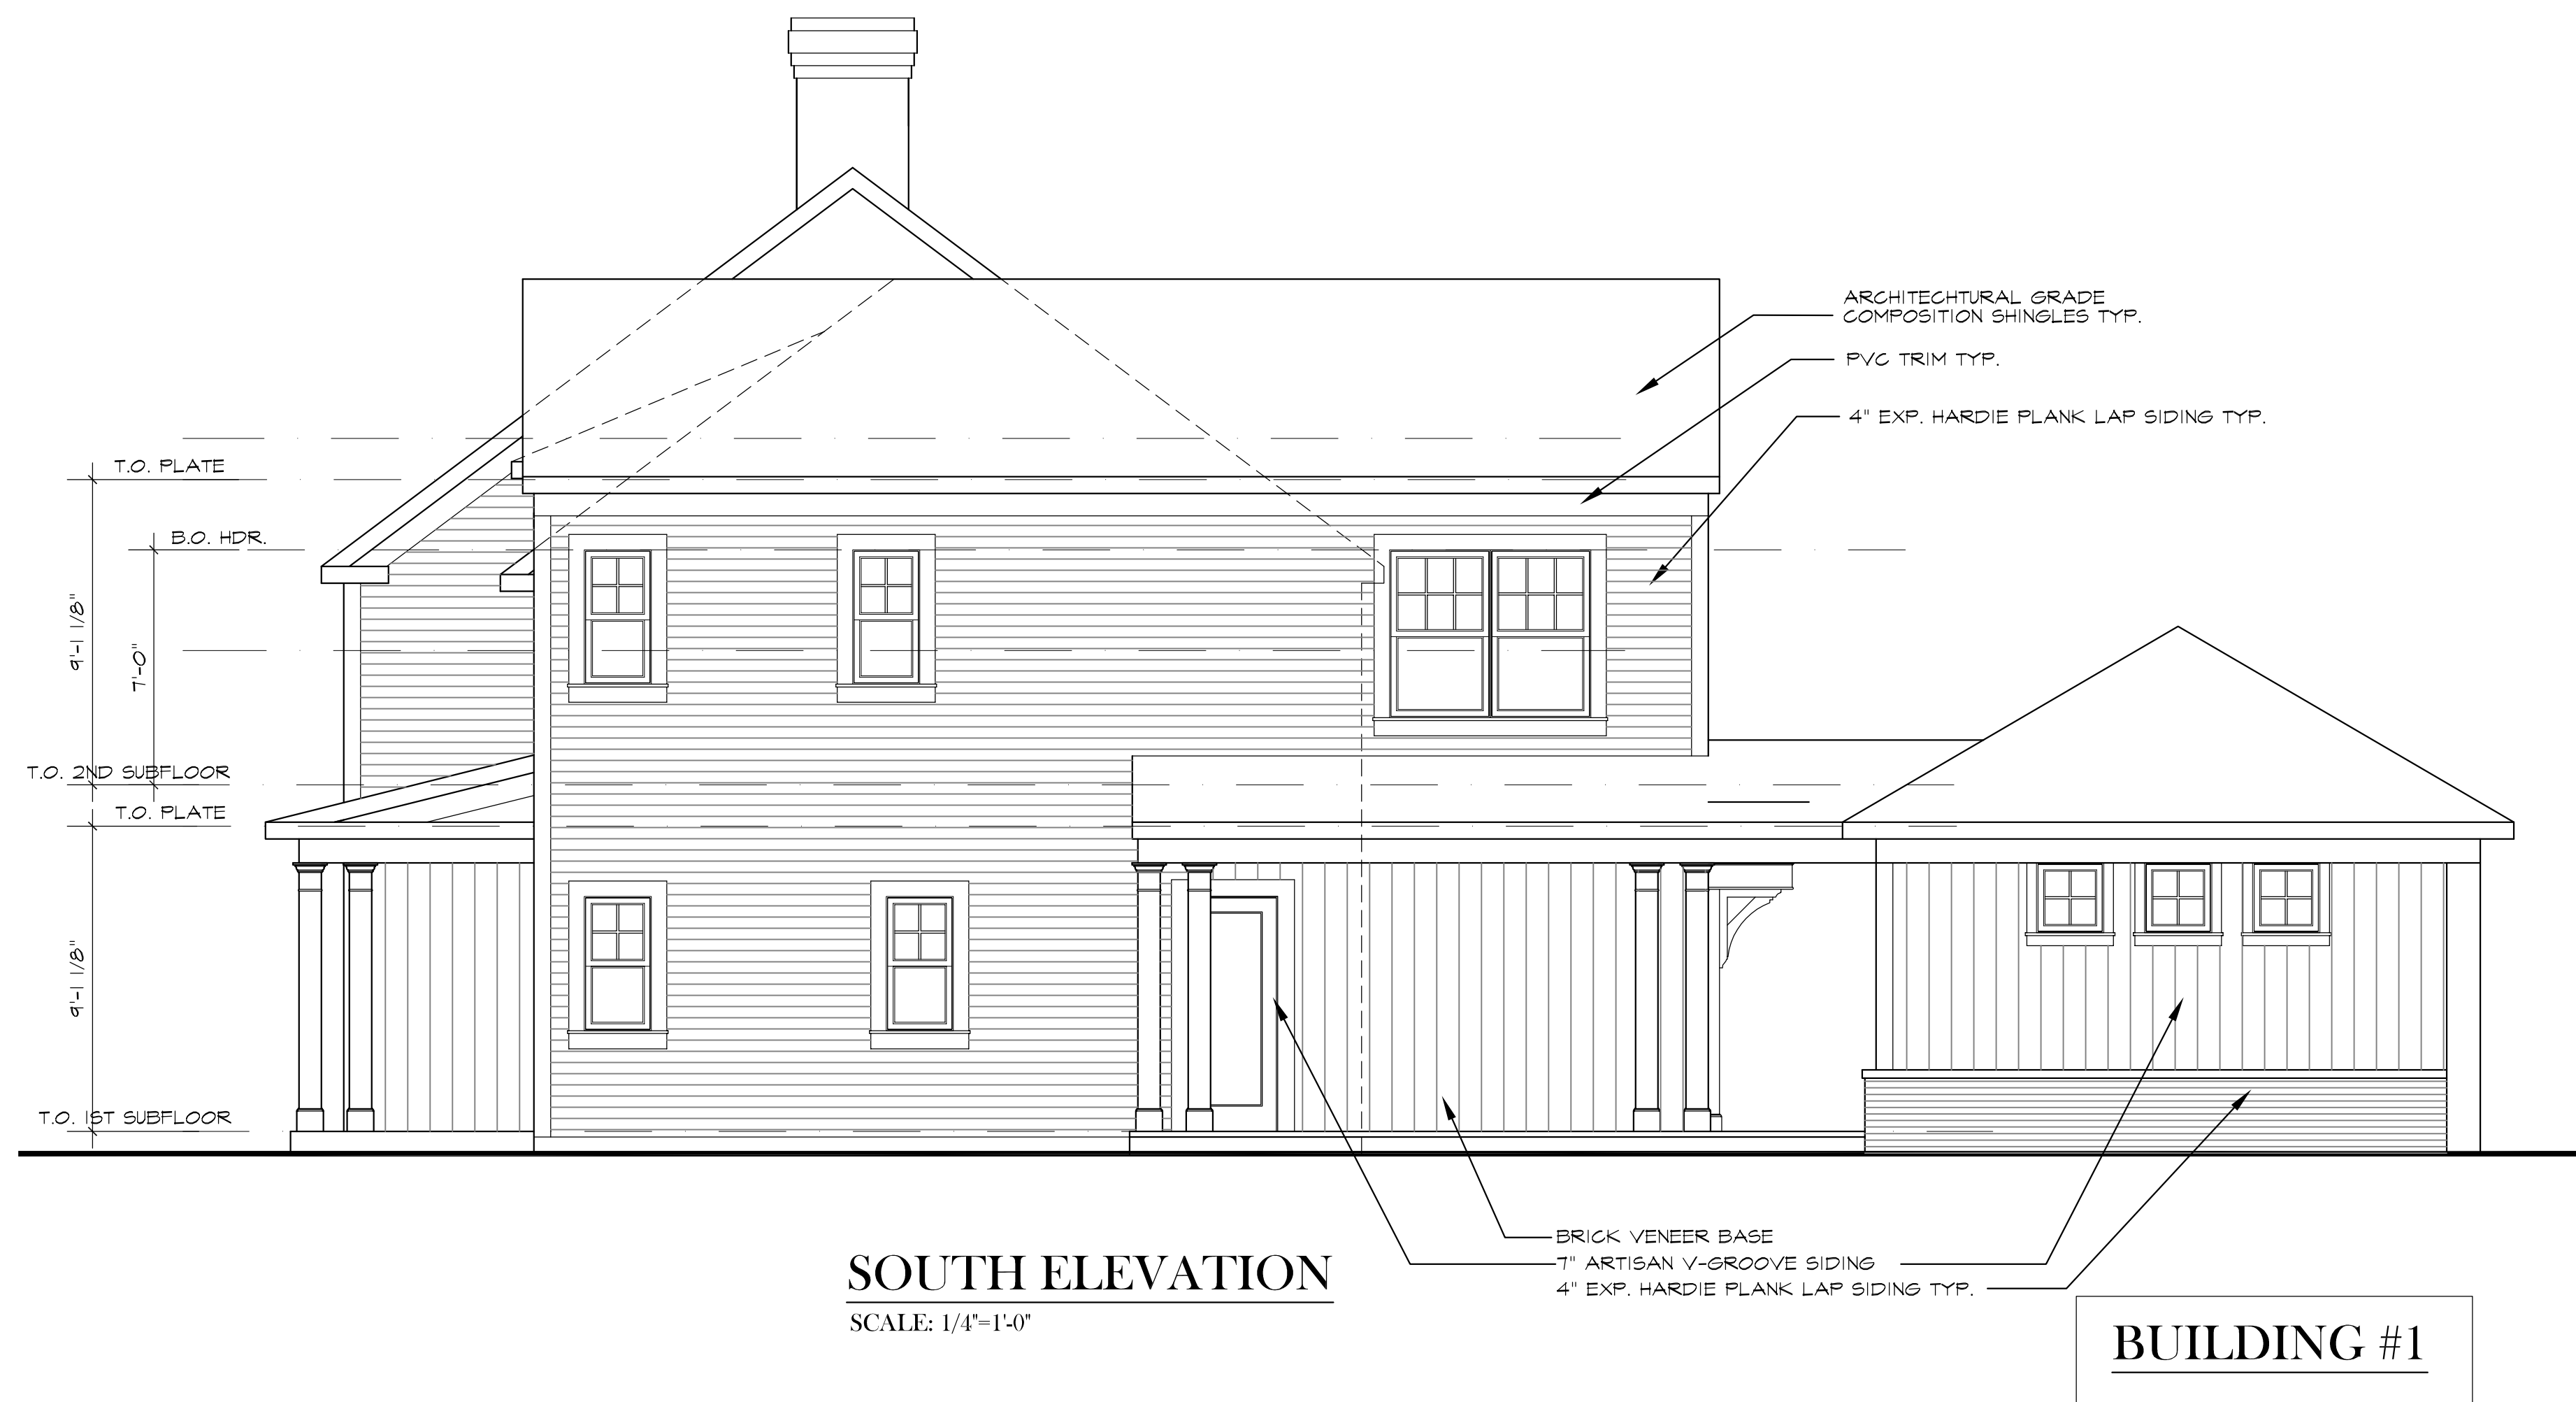 ARCHITECHTURAL GRADE
COMPOSITION SHINGLES TYP.
PVC TRIM TYP.
4" EXP. HARDIE PLANK LAP SIDING TYP.
T.O. PLATE
B.O. HDR.
9'-1 1/8"
7'-0"
T.O. 2ND SUBFLOOR
T.O. PLATE
9'-1 1/8"
T.O. 1ST SUBFLOOR
BRICK VENEER BASE
7" ARTISAN V-GROOVE SIDING
4" EXP. HARDIE PLANK LAP SIDING TYP.
SOUTH ELEVATION
SCALE: 1/4"=1'-0"
BUILDING #1